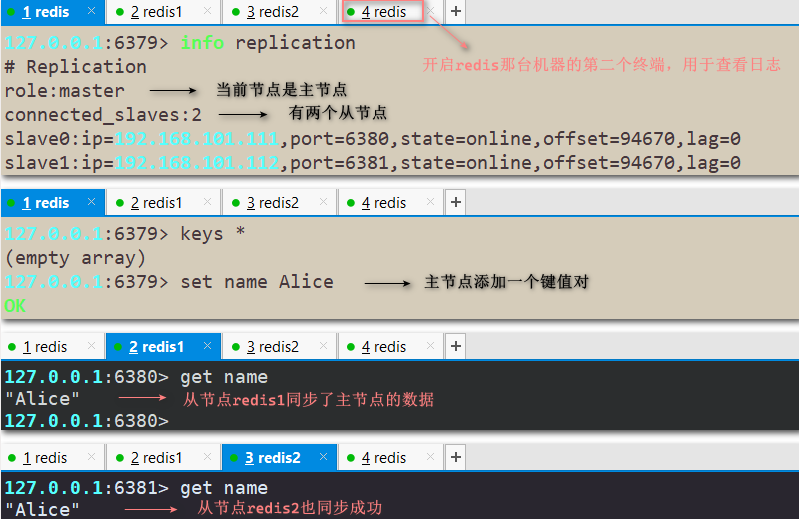 1 redis 2 redis1 3 redis2 4 redis
127.0.0.1:6379> info replication
开启redis那台机器的第二个终端，用于查看日志
# Replication
role:master 当前节点是主节点
connected_slaves:2 有两个从节点
slave0:ip=192.168.101.111,port=6380,state=online,offset=94670,lag=0
slave1:ip=192.168.101.112,port=6381,state=online,offset=94670,lag=0
1 redis 2 redis1 3 redis2 4 redis
127.0.0.1:6379> keys *
(empty array)
127.0.0.1:6379> set name Alice 主节点添加一个键值对
OK
1 redis 2 redis1 3 redis2 4 redis
127.0.0.1:6380> get name
"Alice" 从节点redis1同步了主节点的数据
127.0.0.1:6380>
1 redis 2 redis1 3 redis2 4 redis
127.0.0.1:6381> get name
"Alice" 从节点redis2也同步成功